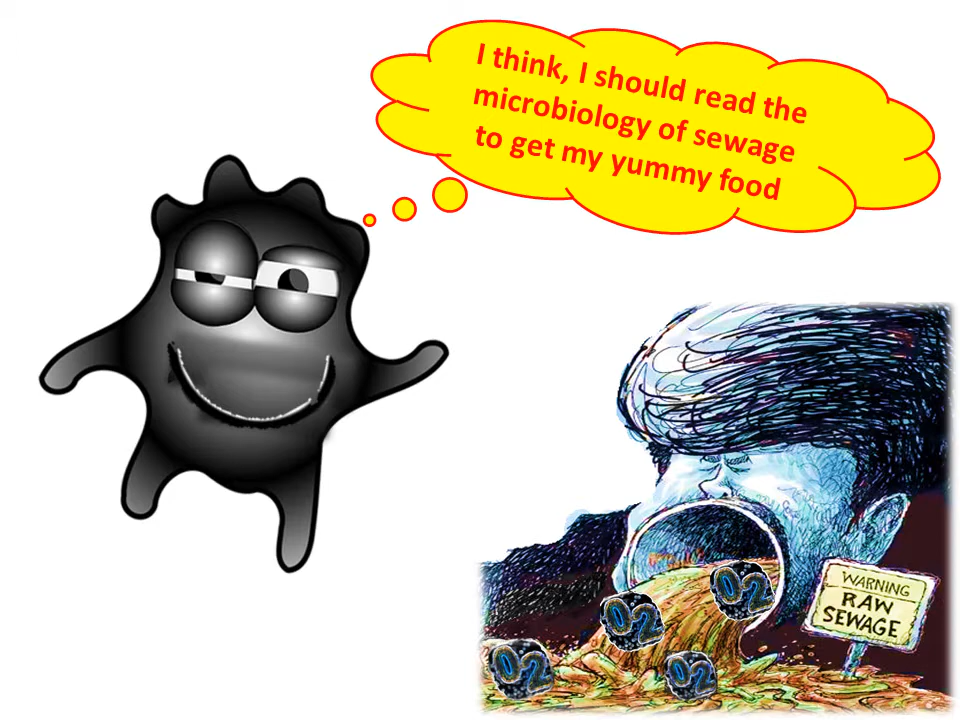 I think, I should read the
microbiology of sewage
to get my yummy food
WARNING
RAW
SEWAGE
O2
O2
O2
O2